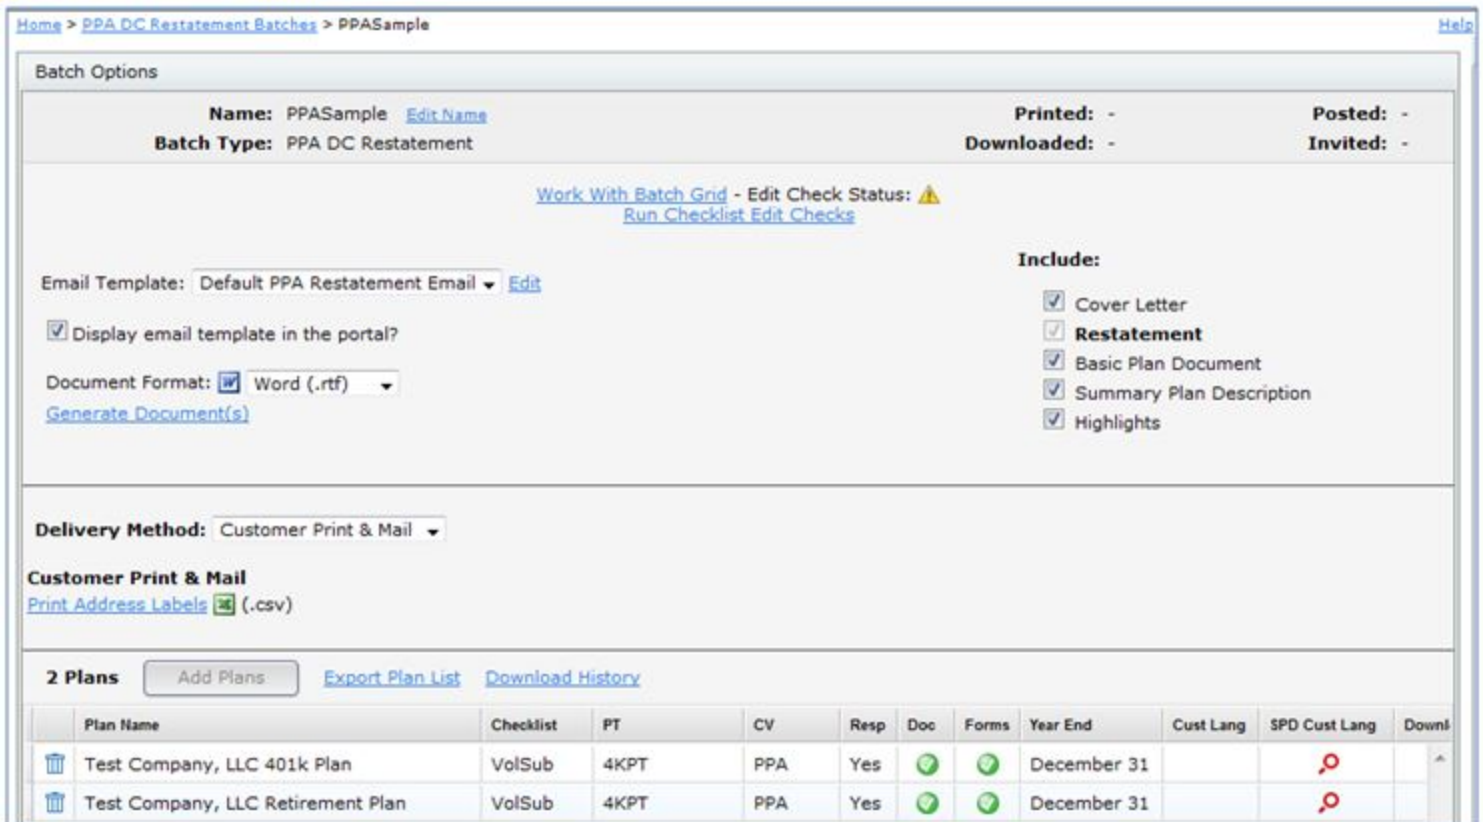 Home > PPA DC Restatement Batches > PPASample Help
Batch Options
Name: PPASample Edit Name Printed: - Posted: -
Batch Type: PPA DC Restatement Downloaded: - Invited: -
Work With Batch Grid - Edit Check Status:
Run Checklist Edit Checks
Include:
Email Template: Default PPA Restatement Email Edit
Cover Letter
Display email template in the portal?
Restatement
Basic Plan Document
Document Format: Word (.rtf)
Summary Plan Description
Generate Document(s)
Highlights
Delivery Method: Customer Print & Mail
Customer Print & Mail
Print Address Labels (.csv)
2 Plans Add Plans Export Plan List Download History
Plan Name Checklist PT CV Resp Doc Forms Year End Cust Lang SPD Cust Lang Downl
Test Company, LLC 401k Plan VolSub 4KPT PPA Yes December 31
Test Company, LLC Retirement Plan VolSub 4KPT PPA Yes December 31